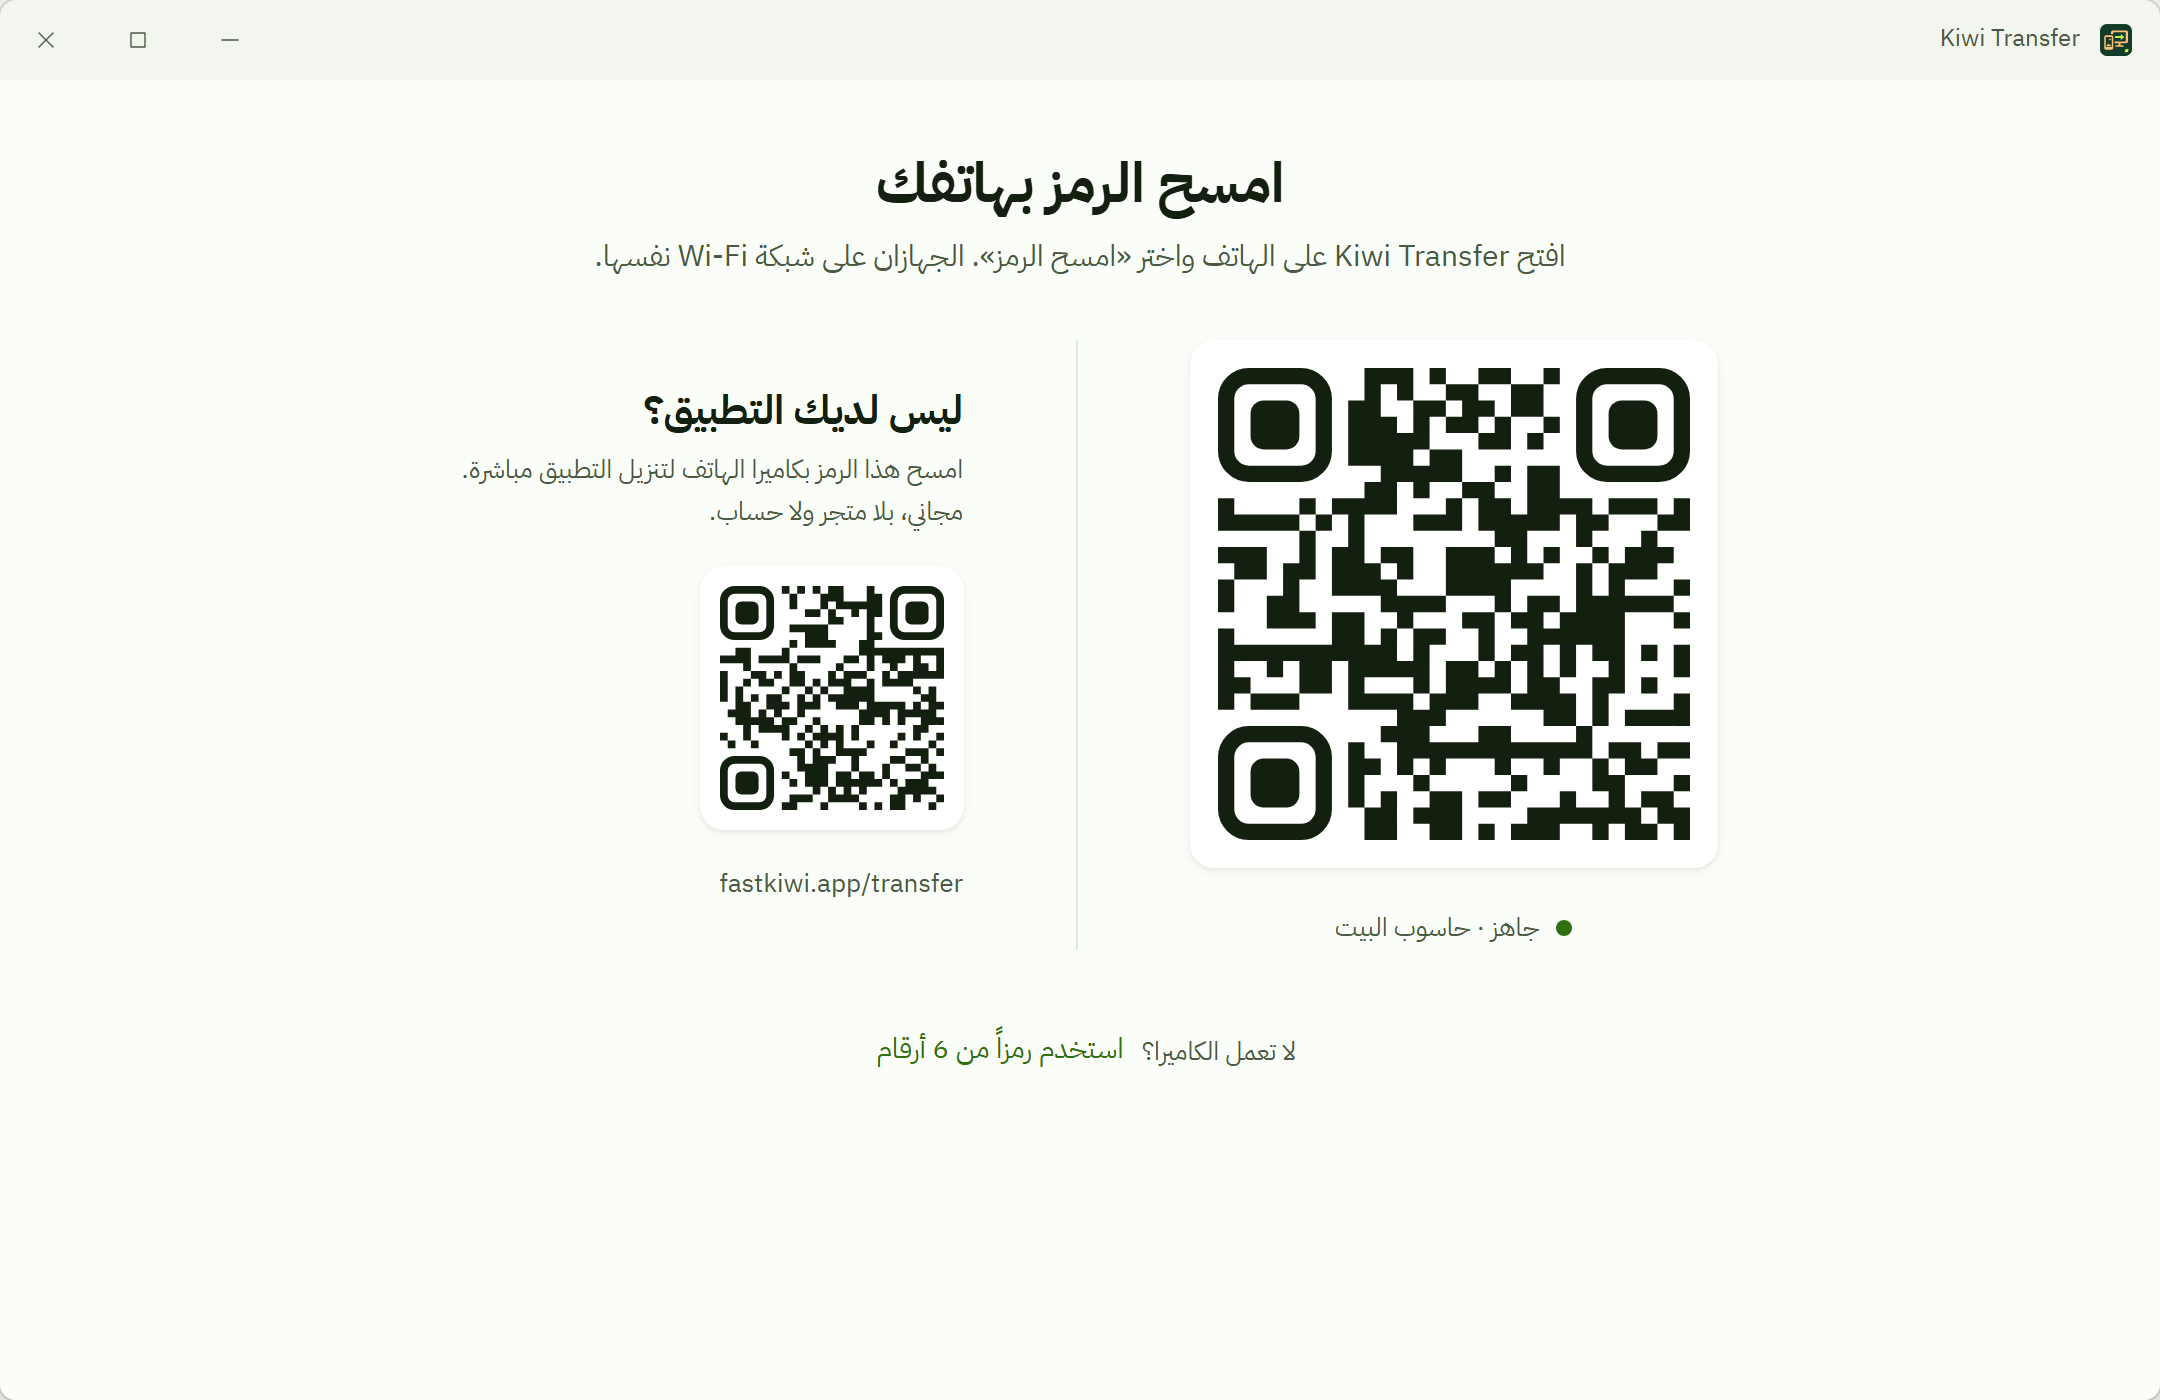 Kiwi Transfer
امسح الرمز بهاتفك
افتح Kiwi Transfer على الهاتف واختر «امسح الرمز». الجهازان على شبكة Wi-Fi نفسها.
جاهز · حاسوب البيت
ليس لديك التطبيق؟
امسح هذا الرمز بكاميرا الهاتف لتنزيل التطبيق مباشرة.
مجاني، بلا متجر ولا حساب.
fastkiwi.app/transfer
لا تعمل الكاميرا؟ استخدم رمزاً من 6 أرقام